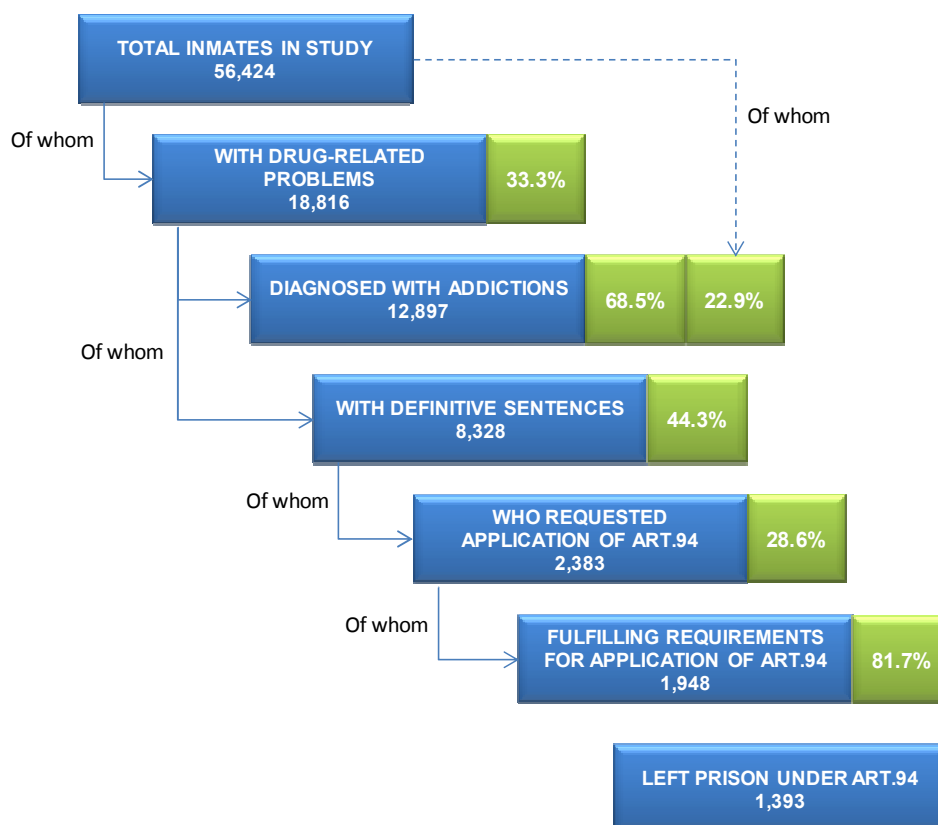 TOTAL INMATES IN STUDY
56,424
Of whom
Of whom
WITH DRUG-RELATED
PROBLEMS
18,816
33.3%
DIAGNOSED WITH ADDICTIONS
12,897
68.5%
22.9%
Of whom
WITH DEFINITIVE SENTENCES
8,328
44.3%
Of whom
WHO REQUESTED
APPLICATION OF ART.94
2,383
28.6%
Of whom
FULFILLING REQUIREMENTS
FOR APPLICATION OF ART.94
1,948
81.7%
LEFT PRISON UNDER ART.94
1,393